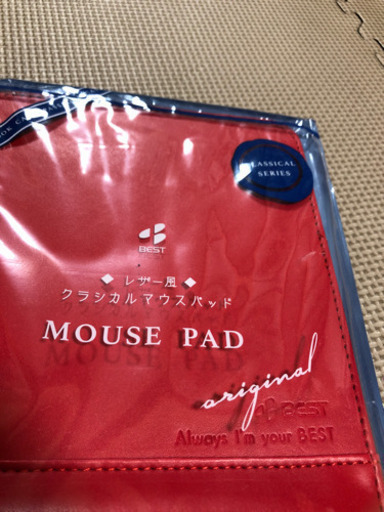 CLASSICAL
SERIES
BEST
◆ レザー風 ◆
クラシカルマウスパッド
MOUSE PAD
original
BEST
Always I'm your BEST